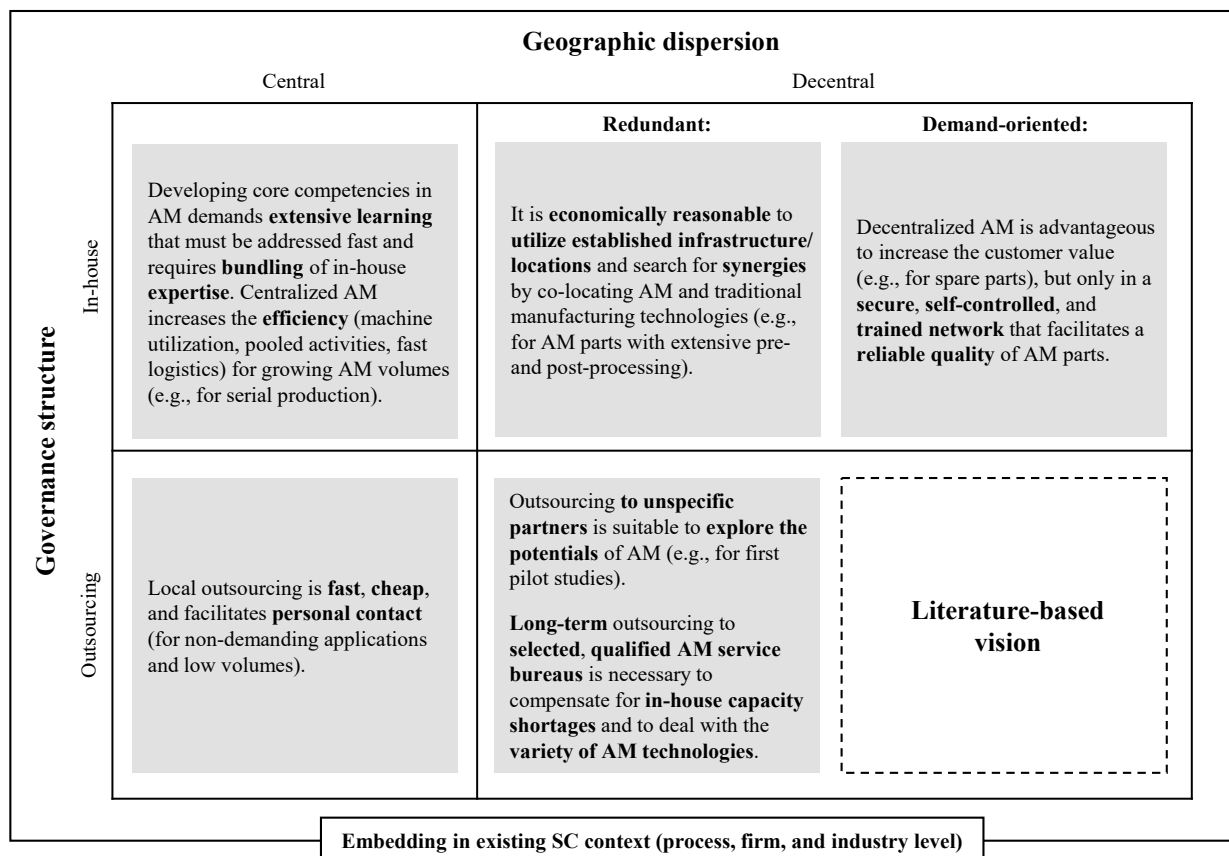 Geographic dispersion
Central
Decentral
Governance structure
In-house
Developing core competencies in
AM demands extensive learning
that must be addressed fast and
requires bundling of in-house
expertise. Centralized AM
increases the efficiency (machine
utilization, pooled activities, fast
logistics) for growing AM volumes
(e.g., for serial production).
Redundant:
It is economically reasonable to
utilize established infrastructure/
locations and search for synergies
by co-locating AM and traditional
manufacturing technologies (e.g.,
for AM parts with extensive pre-
and post-processing).
Demand-oriented:
Decentralized AM is advantageous
to increase the customer value
(e.g., for spare parts), but only in a
secure, self-controlled, and
trained network that facilitates a
reliable quality of AM parts.
Outsourcing
Local outsourcing is fast, cheap,
and facilitates personal contact
(for non-demanding applications
and low volumes).
Outsourcing to unspecific
partners is suitable to explore the
potentials of AM (e.g., for first
pilot studies).
Long-term outsourcing to
selected, qualified AM service
bureaus is necessary to
compensate for in-house capacity
shortages and to deal with the
variety of AM technologies.
Literature-based
vision
Embedding in existing SC context (process, firm, and industry level)